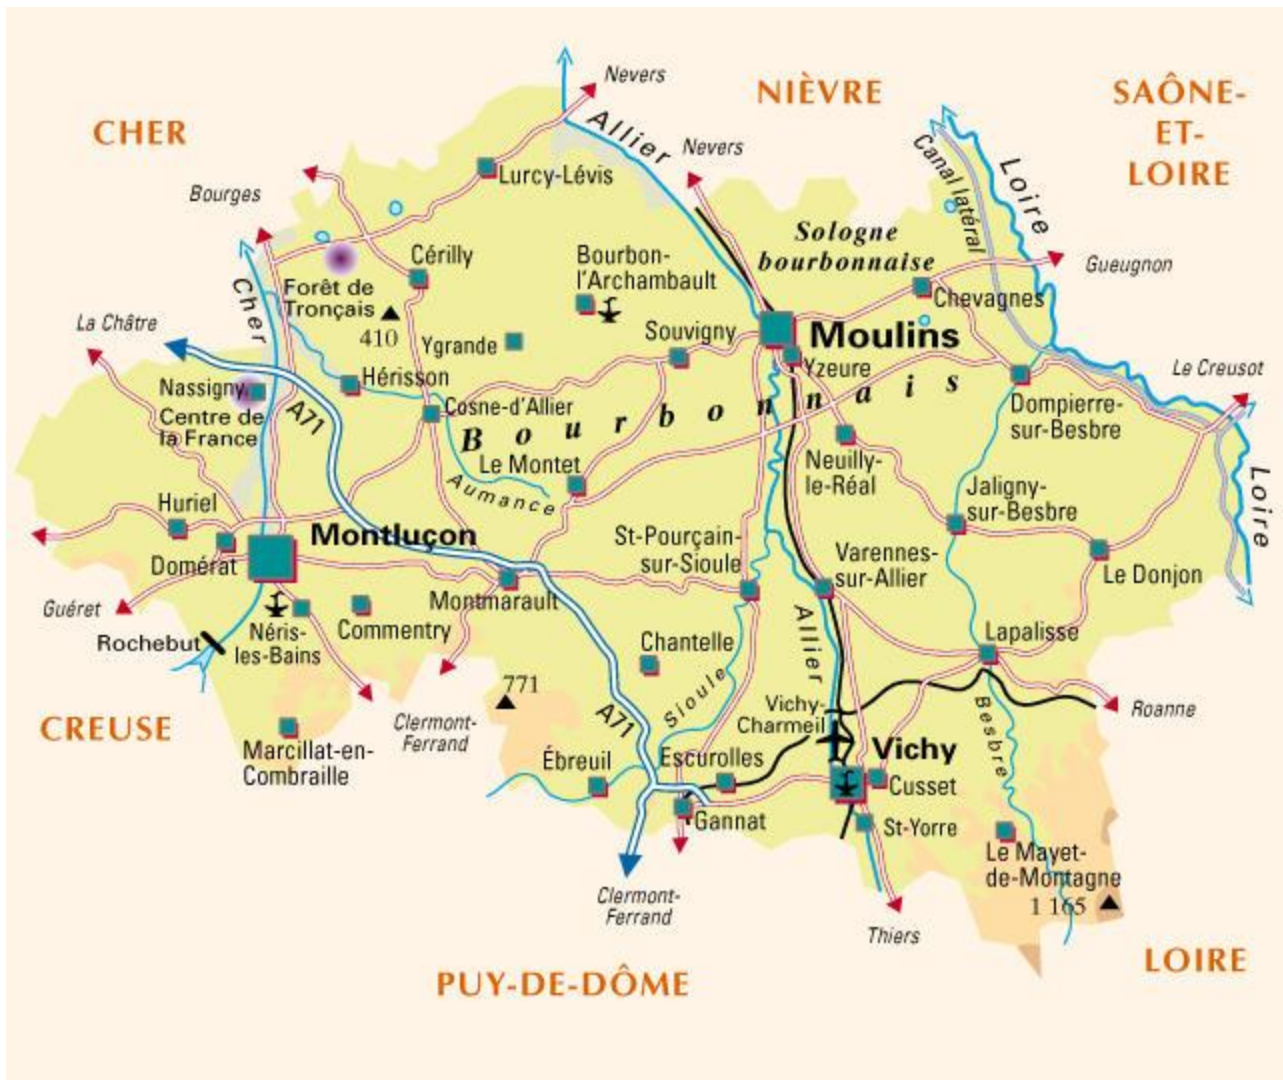 Nevers
NIÈVRE
SAÔNE-
ET-
LOIRE
CHER
Allier
Nevers
Canal latéral
Loire
Lurcy-Lévis
Bourges
Sologne
bourbonnaise
Cérilly
Bourbon-
l'Archambault
Gueugnon
Cher
Forêt de
Tronçais
410
Chevagnes
La Châtre
Ygrande
Souvigny
Moulins
Yzeure
Le Creusot
Nassigny
Hérisson
Centre de
la France
A71
Cosne-d'Allier
Bourbonnais
Dompierre-
sur-Besbre
Le Montet
Aumance
Neuilly-
le-Réal
Jaligny-
sur-Besbre
Loire
Huriel
Montluçon
St-Pourçain-
sur-Sioule
Varennes-
sur-Allier
Domérat
Le Donjon
Guéret
Montmarault
Rochebut
Néris-
les-Bains
Commentry
Chantelle
Allier
Lapalisse
771
Sioule
Vichy-
Charmeil
Besbre
Roanne
CREUSE
Clermont-
Ferrand
A71
Marcillat-en-
Combraille
Ébreuil
Escurolles
Vichy
Cusset
Gannat
St-Yorre
Le Mayet-
de-Montagne
1 165
Clermont-
Ferrand
Thiers
LOIRE
PUY-DE-DÔME